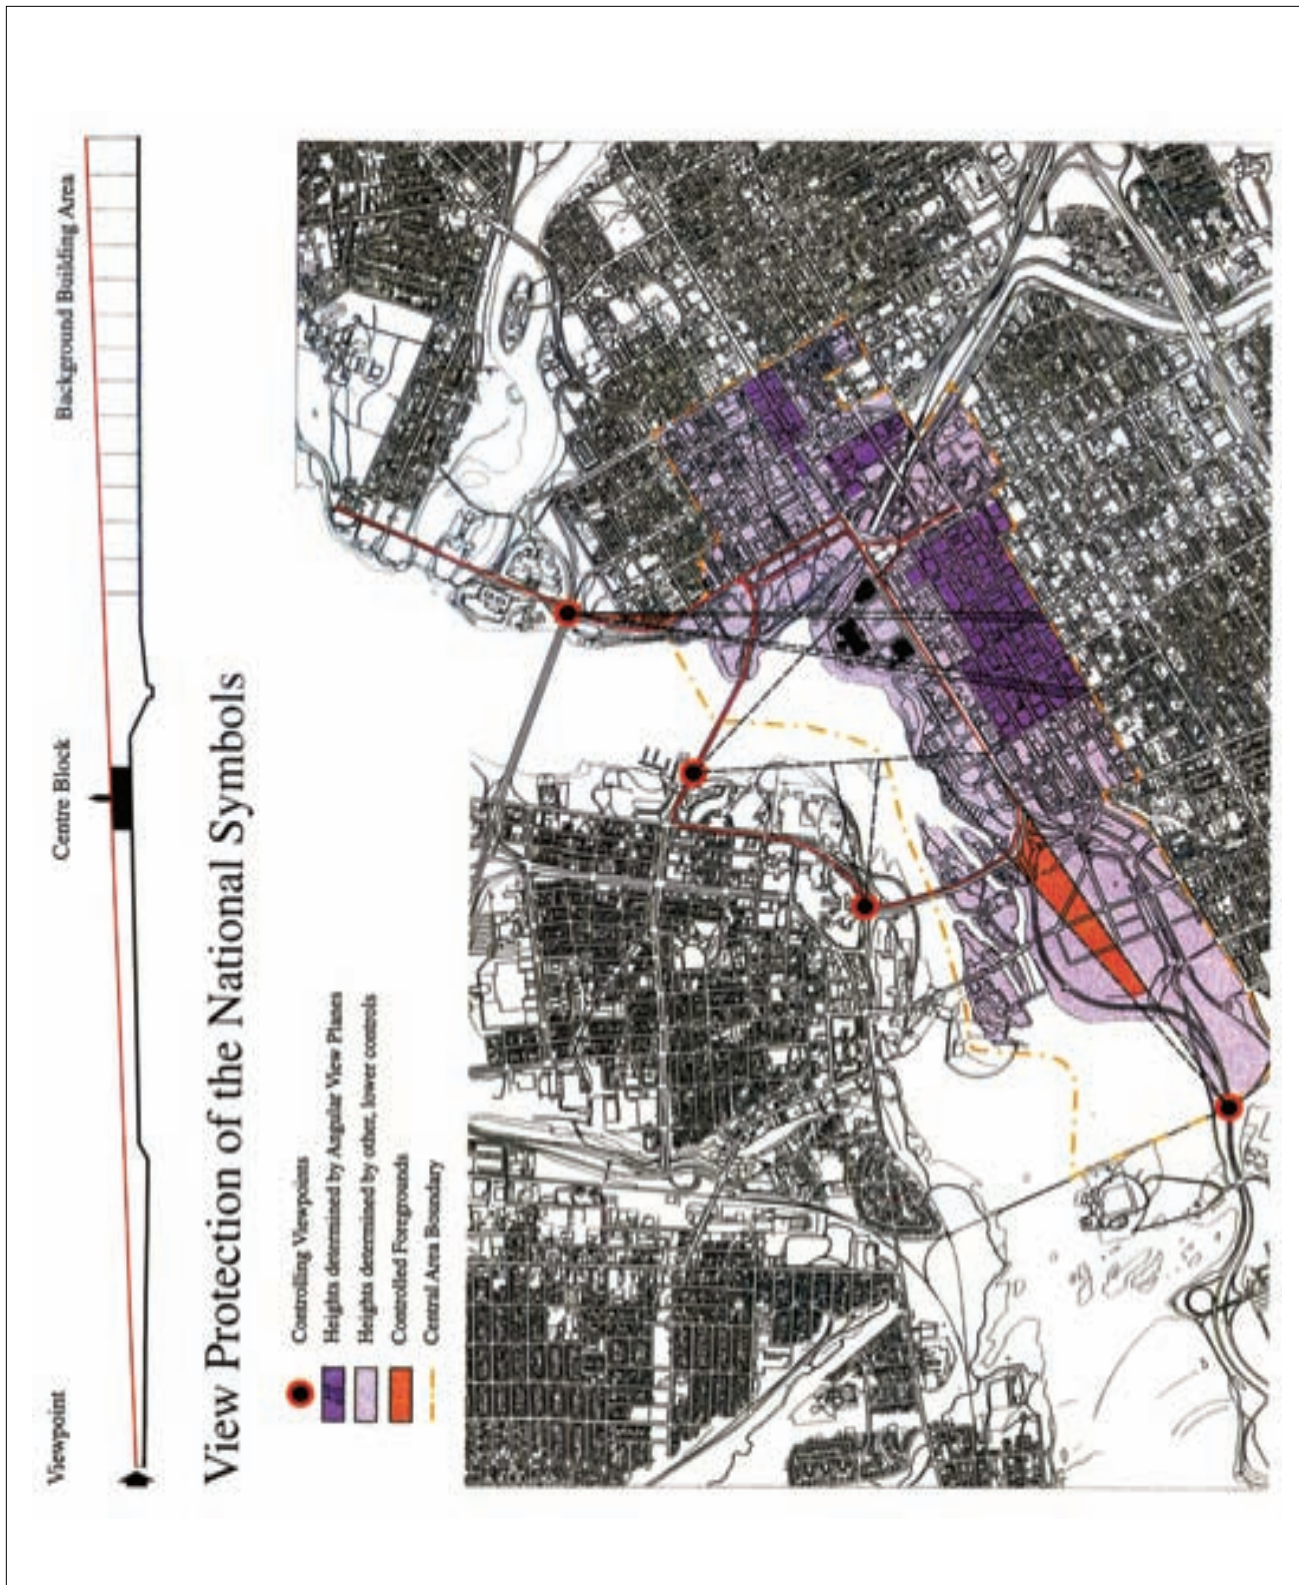 Viewpoint
Centre Block
Background Building Area
View Protection of the National Symbols
Controlling Viewpoints
Heights determined by Angular View Planes
Heights determined by other, lower controls
Controlled Foregrounds
Central Area Boundary